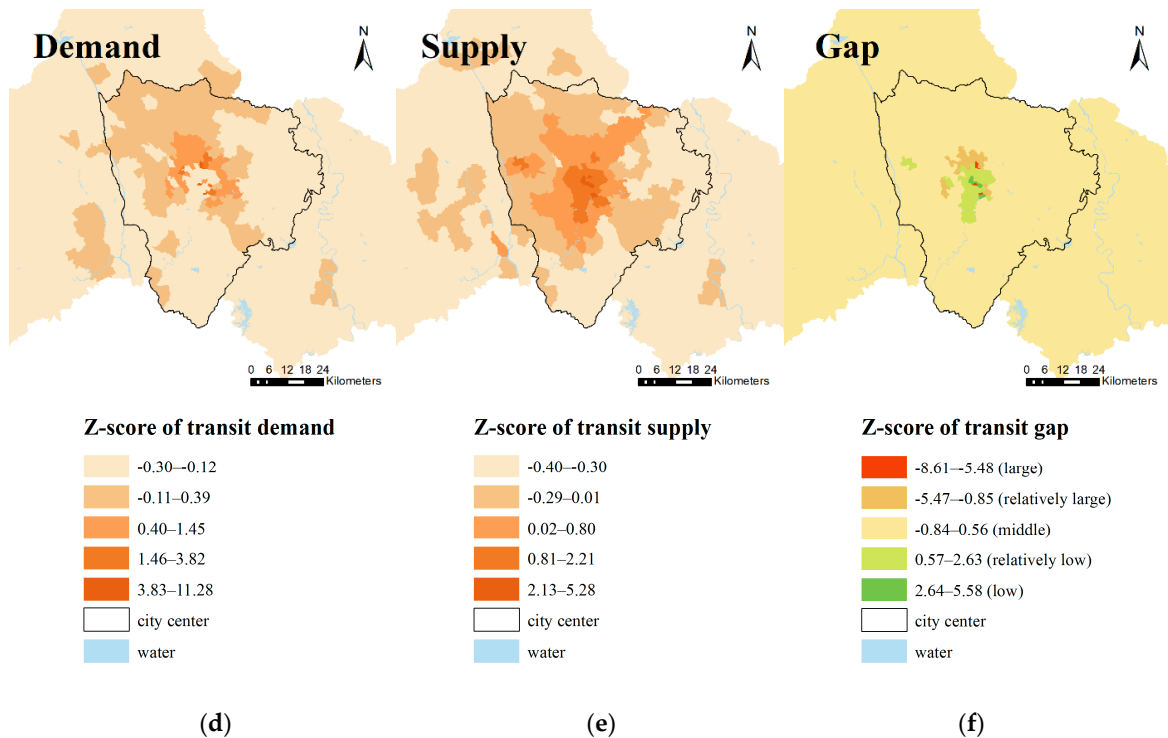 Demand
N
0 6 12 18 24
Kilometers
Z-score of transit demand
-0.30–-0.12
-0.11–0.39
0.40–1.45
1.46–3.82
3.83–11.28
city center
water
(d)
Supply
N
0 6 12 18 24
Kilometers
Z-score of transit supply
-0.40–-0.30
-0.29–0.01
0.02–0.80
0.81–2.21
2.13–5.28
city center
water
(e)
Gap
N
0 6 12 18 24
Kilometers
Z-score of transit gap
-8.61–-5.48 (large)
-5.47–-0.85 (relatively large)
-0.84–0.56 (middle)
0.57–2.63 (relatively low)
2.64–5.58 (low)
city center
water
(f)